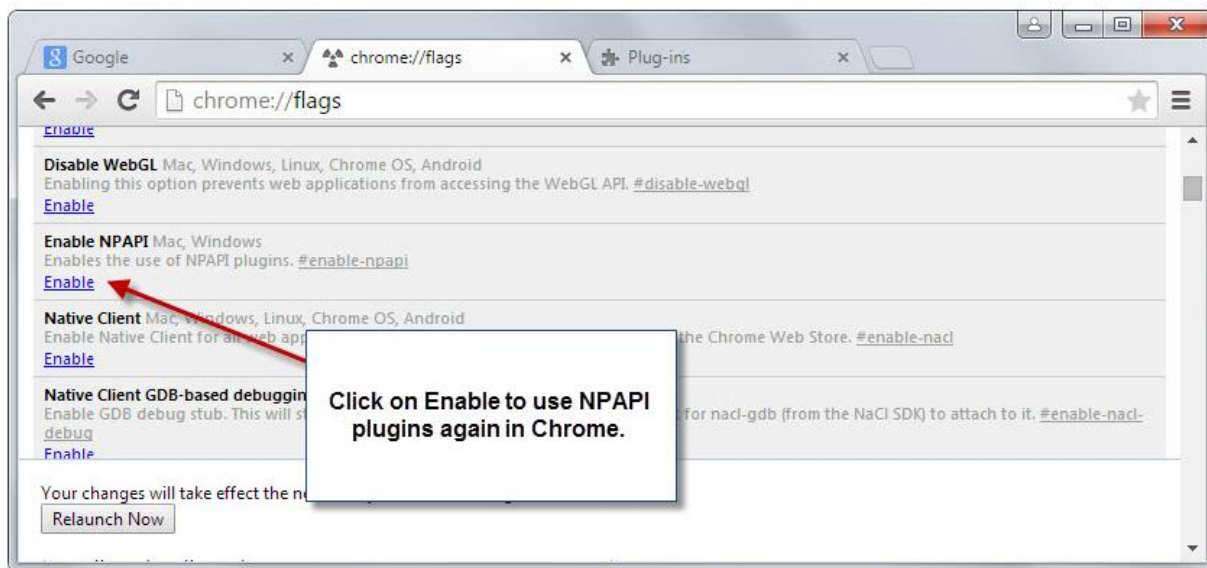 Google
chrome://flags
Plug-ins
chrome://flags
Enable
Disable WebGL Mac, Windows, Linux, Chrome OS, Android
Enabling this option prevents web applications from accessing the WebGL API. #disable-webgl
Enable
Enable NPAPI Mac, Windows
Enables the use of NPAPI plugins. #enable-npapi
Enable
Native Client Mac, Windows, Linux, Chrome OS, Android
Enable Native Client for all web app the Chrome Web Store. #enable-nacl
Enable
Native Client GDB-based debuggin
Enable GDB debug stub. This will st for nacl-gdb (from the NaCl SDK) to attach to it. #enable-nacl-
debug
Enable
Click on Enable to use NPAPI
plugins again in Chrome.
Your changes will take effect the
Relaunch Now